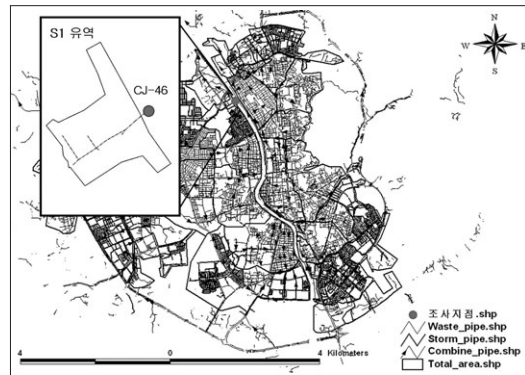 S1 유역
CJ-46
N
W
E
S
조사지점.shp
Waste_pipe.shp
Storm_pipe.shp
Combine_pipe.shp
Total_area.shp
4
0
4 Kilometers